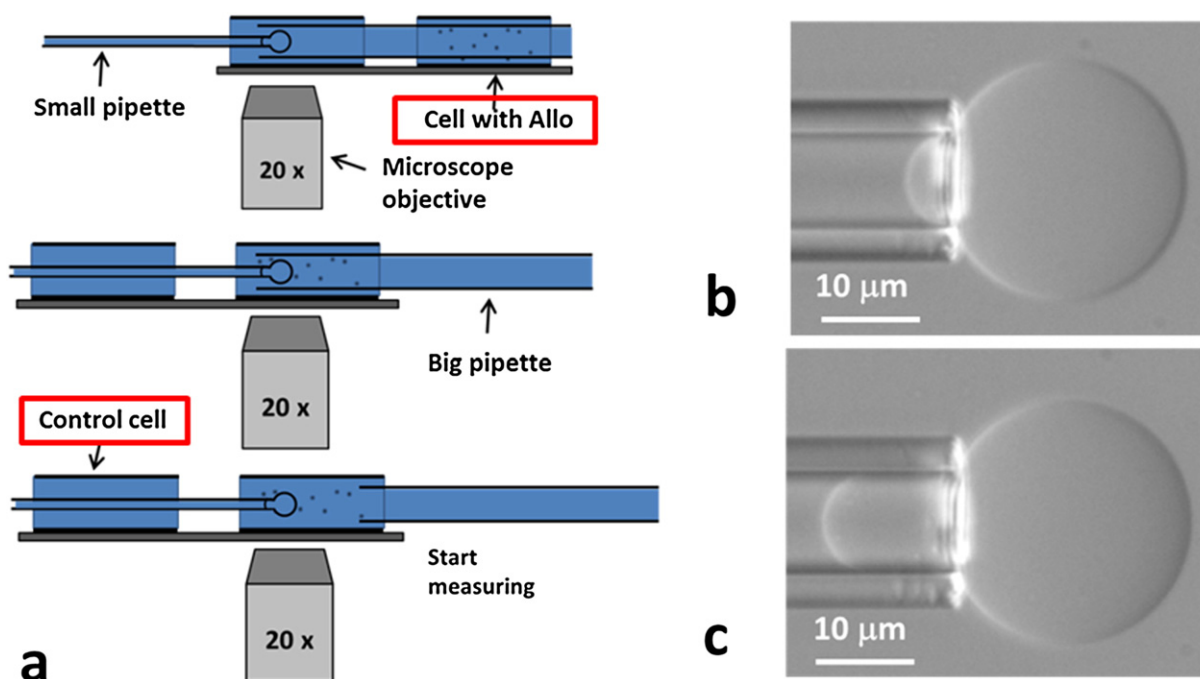 Small pipette
Cell with Allo
20 x
Microscope
objective
20 x
Big pipette
Control cell
20 x
Start
measuring
a
b
10 μm
c
10 μm